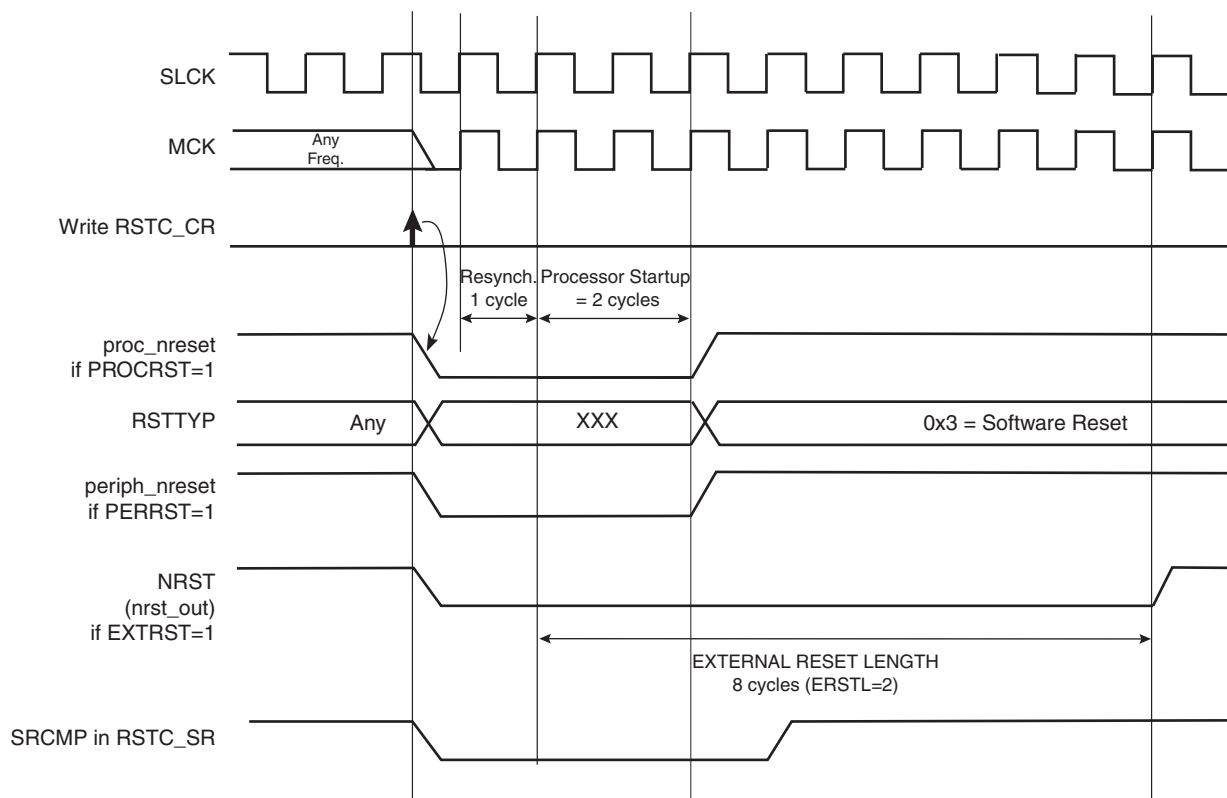 SLCK
MCK
Any
Freq.
Write RSTC_CR
Resynch.
1 cycle
Processor Startup
= 2 cycles
proc_nreset
if PROCRST=1
RSTTYP
Any
XXX
0x3 = Software Reset
periph_nreset
if PERRST=1
NRST
(nrst_out)
if EXTRST=1
EXTERNAL RESET LENGTH
8 cycles (ERSTL=2)
SRCMP in RSTC_SR